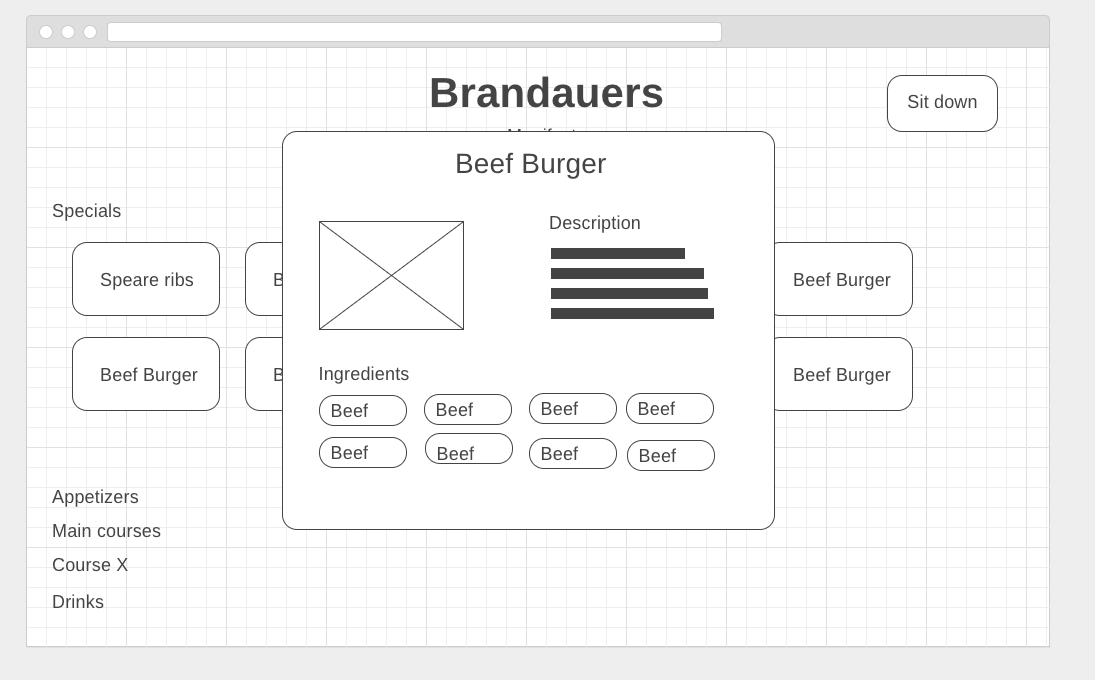 Brandauers
Sit down
Beef Burger
Specials
Description
Speare ribs
B
Beef Burger
Beef Burger
B
Beef Burger
Ingredients
Beef Beef Beef Beef
Beef Beef Beef Beef
Appetizers
Main courses
Course X
Drinks